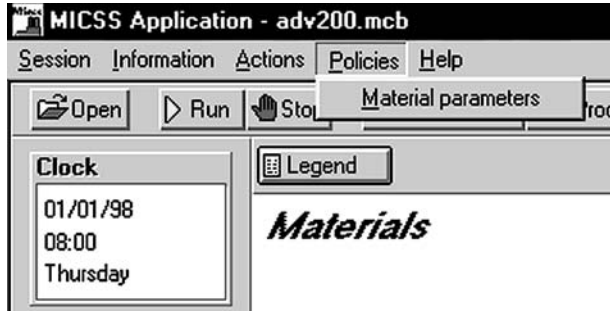 MICSS Application - adv200.mcb
Session Information Actions Policies Help
Open Run Stop Material parameters
Clock Legend
01/01/98
08:00
Thursday
Materials